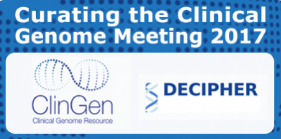 Curating the Clinical
Genome Meeting 2017
ClinGen
Clinical Genome Resource
DECIPHER